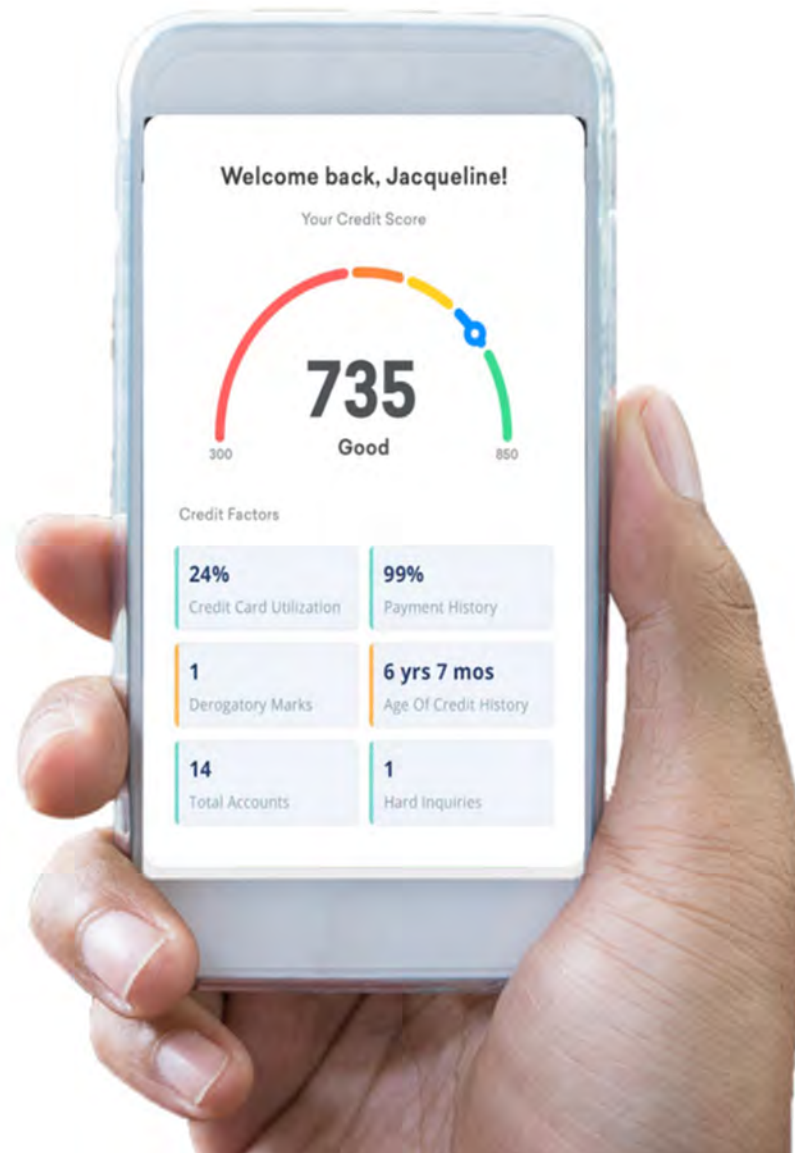 Welcome back, Jacqueline!
Your Credit Score
735
Good
300
850
Credit Factors
24%
Credit Card Utilization
99%
Payment History
1
Derogatory Marks
6 yrs 7 mos
Age Of Credit History
14
Total Accounts
1
Hard Inquiries